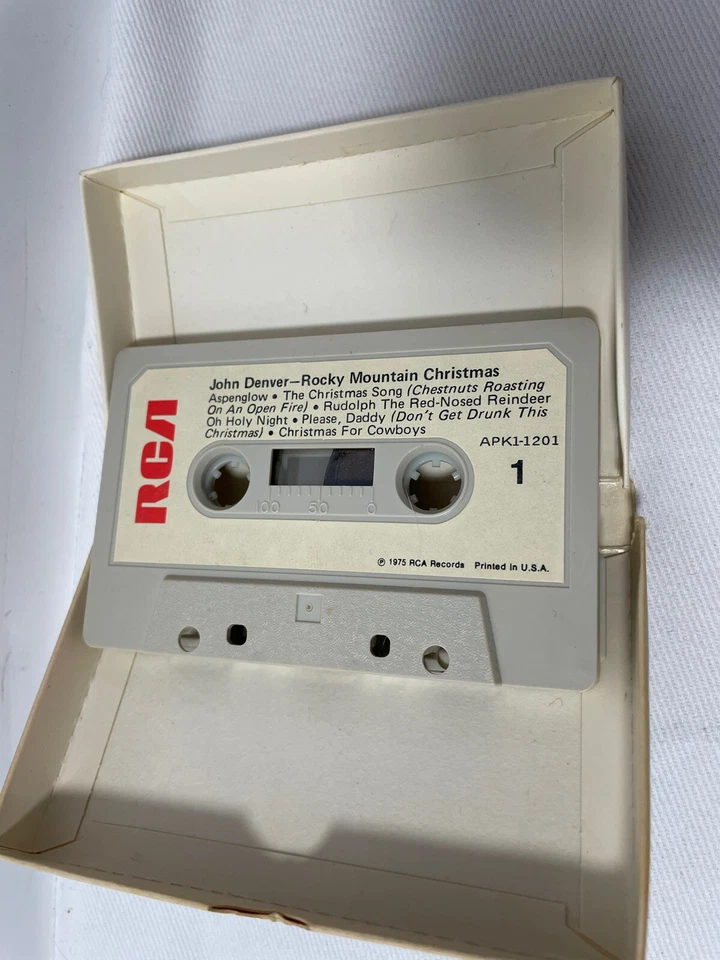 RCA
John Denver—Rocky Mountain Christmas
Aspenglow • The Christmas Song (Chestnuts Roasting
On An Open Fire) • Rudolph The Red-Nosed Reindeer
Oh Holy Night • Please, Daddy (Don't Get Drunk This
Christmas) • Christmas For Cowboys
APK1-1201
1
100 50 0
℗ 1975 RCA Records Printed in U.S.A.